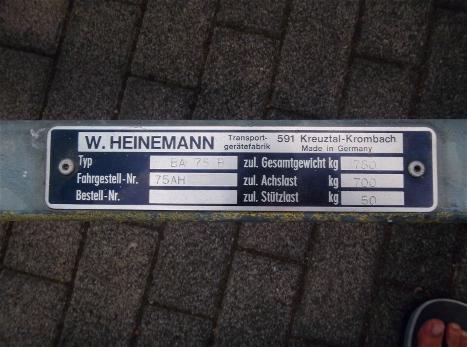 W. HEINEMANN Transport-gerätefabrik 591 Kreuztal-Krombach
Made in Germany
Typ BA 75 R zul. Gesamtgewicht kg 750
Fahrgestell-Nr. 75AH zul. Achslast kg 700
Bestell-Nr. zul. Stützlast kg 50